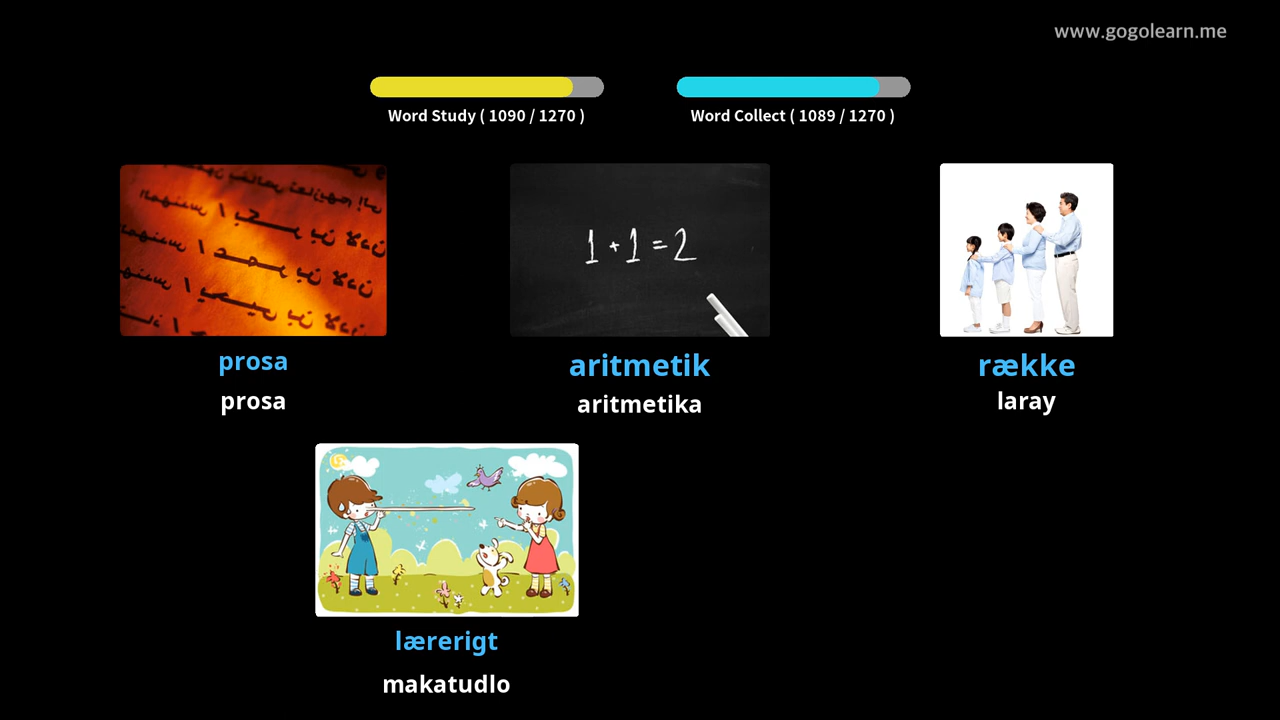 www.gogolearn.me
Word Study ( 1090 / 1270 )
Word Collect ( 1089 / 1270 )
1 + 1 = 2
prosa
prosa
aritmetik
aritmetika
række
laray
lærerigt
makatudlo